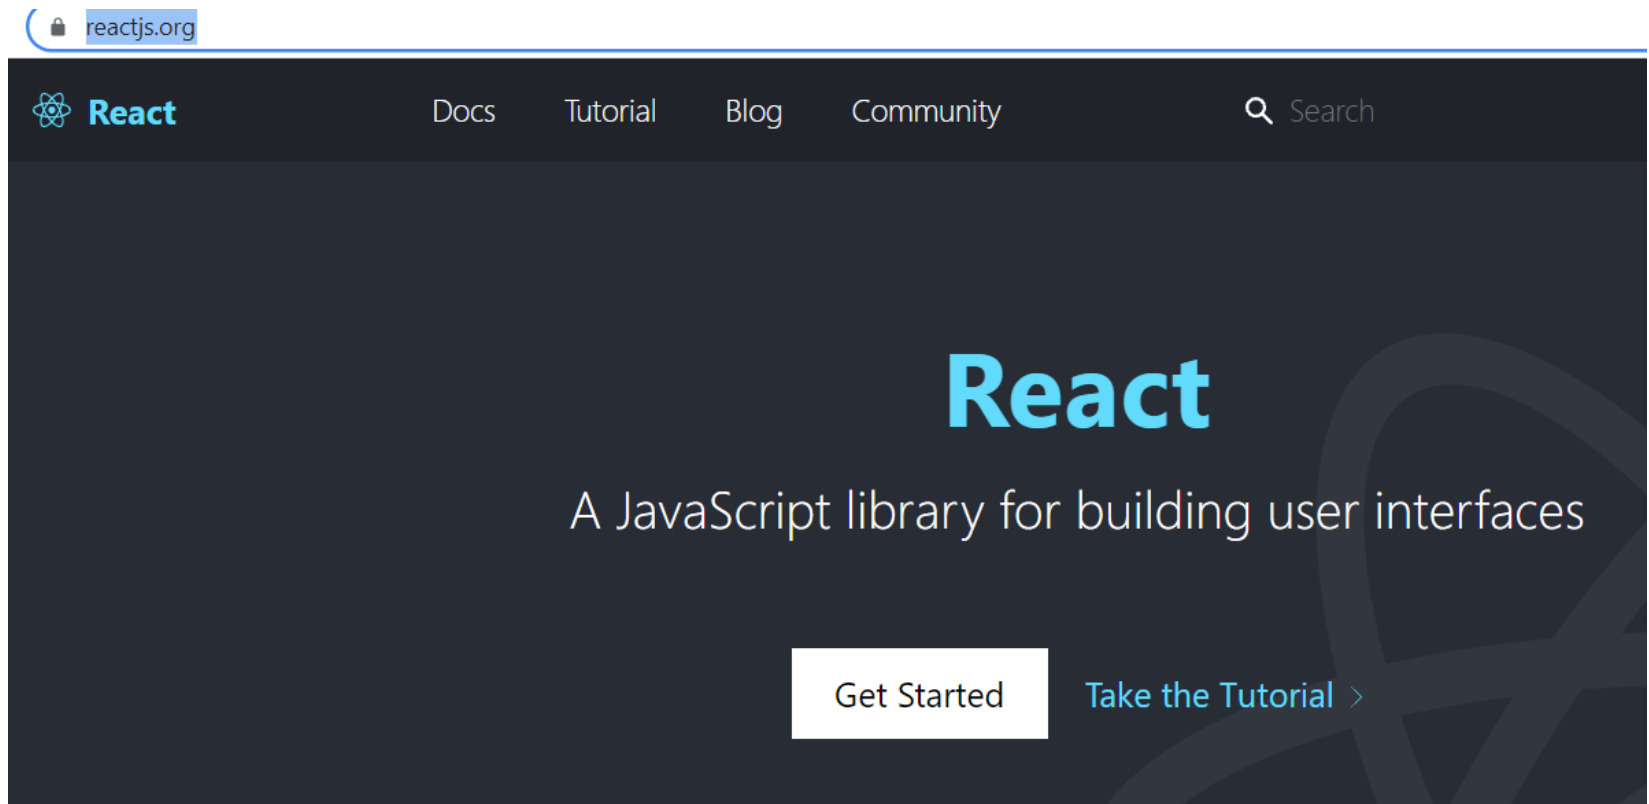 reactjs.org
React Docs Tutorial Blog Community Search
React
A JavaScript library for building user interfaces
Get Started Take the Tutorial >